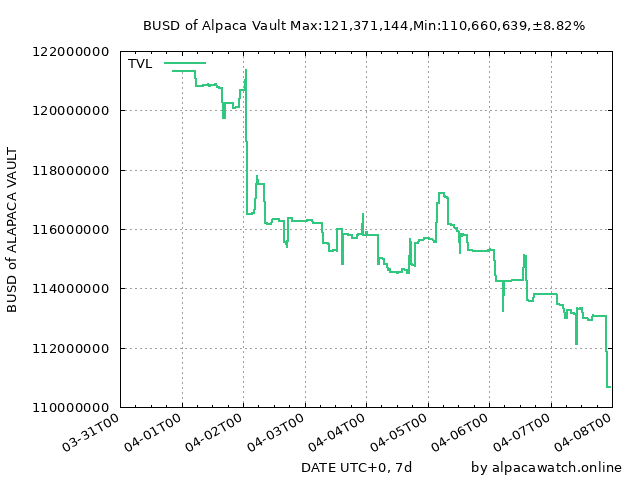 BUSD of Alpaca Vault Max:121,371,144,Min:110,660,639,±8.82%
TVL
122000000
120000000
118000000
116000000
114000000
112000000
110000000
BUSD of ALAPACA VAULT
03-31T00
04-01T00
04-02T00
04-03T00
04-04T00
04-05T00
04-06T00
04-07T00
04-08T00
DATE UTC+0, 7d
by alpacawatch.online